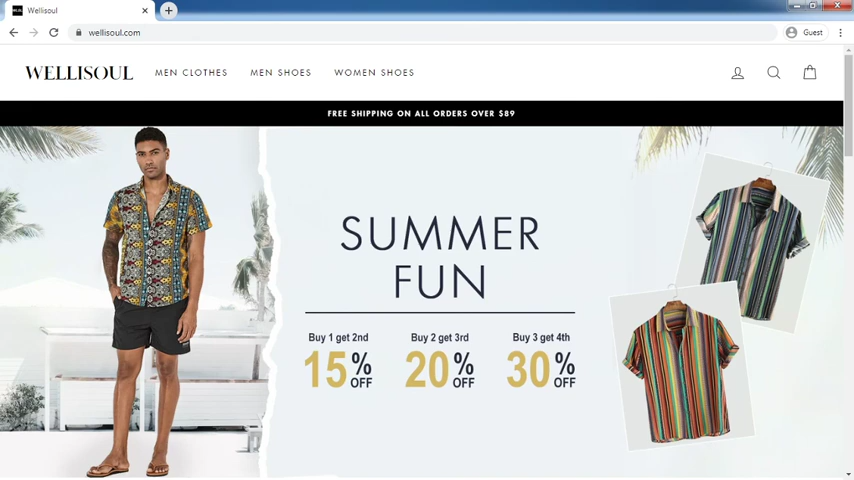 Wellisoul
wellisoul.com
Guest
WELLISOUL
MEN CLOTHES
MEN SHOES
WOMEN SHOES
FREE SHIPPING ON ALL ORDERS OVER $89
SUMMER
FUN
Buy 1 get 2nd
15% OFF
Buy 2 get 3rd
20% OFF
Buy 3 get 4th
30% OFF